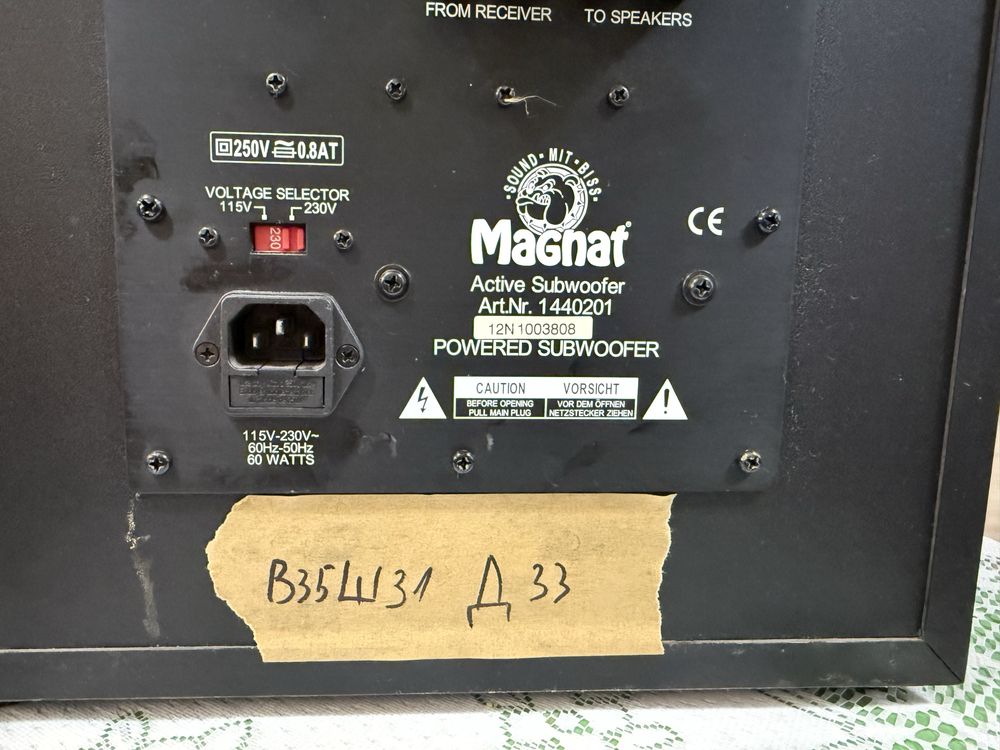 FROM RECEIVER TO SPEAKERS
250V 0.8AT
VOLTAGE SELECTOR
115V 230V
230
SOUND·MIT·BISS
Magnat
CE
Active Subwoofer
Art.Nr. 1440201
12N1003808
POWERED SUBWOOFER
CAUTION
BEFORE OPENING
PULL MAIN PLUG
VORSICHT
VOR DEM ÖFFNEN
NETZSTECKER ZIEHEN
115V-230V~
60Hz-50Hz
60 WATTS
В35Ш31 Д 33